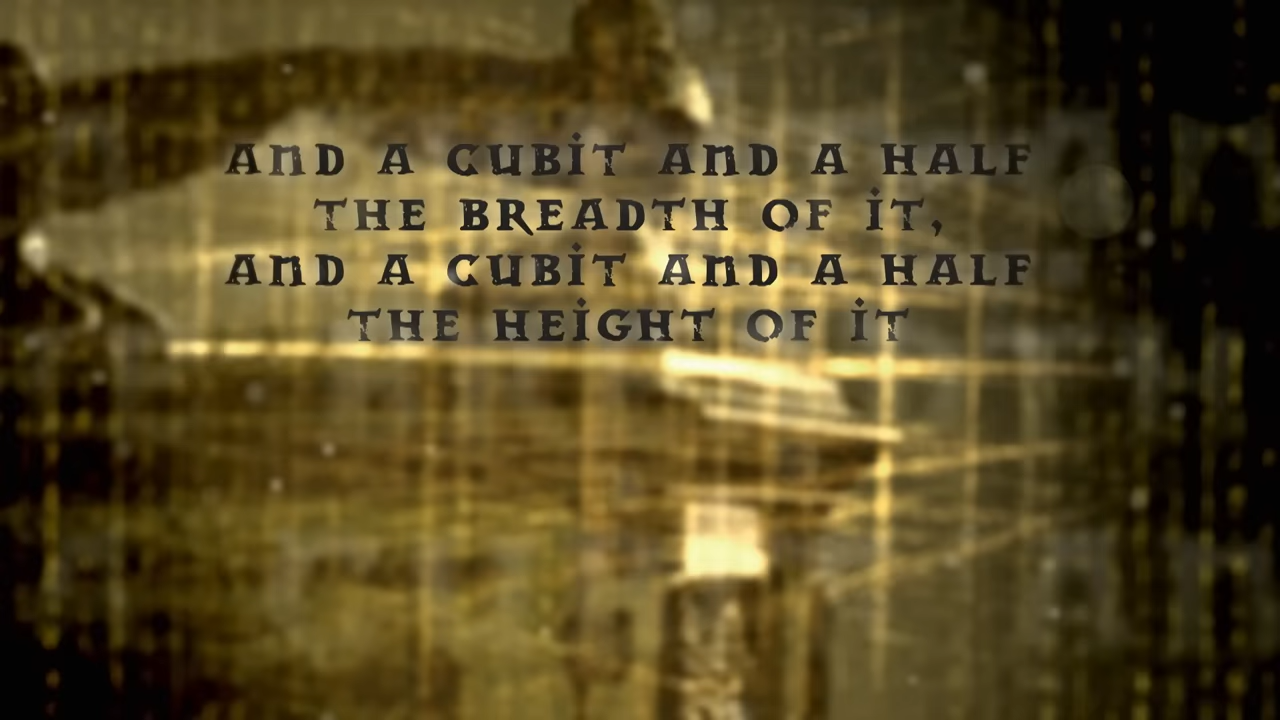 AND A CUBIT AND A HALF
THE BREADTH OF IT,
AND A CUBIT AND A HALF
THE HEIGHT OF IT